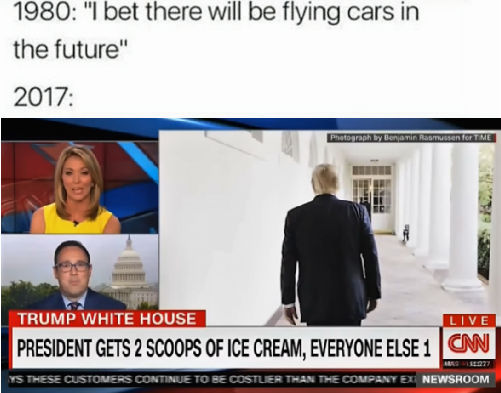 1980: "I bet there will be flying cars in
the future"
2017:
Photograph by Benjamin Rasmussen for TIME
TRUMP WHITE HOUSE
LIVE
PRESIDENT GETS 2 SCOOPS OF ICE CREAM, EVERYONE ELSE 1
CNN
YS THESE CUSTOMERS CONTINUE TO BE COSTLIER THAN THE COMPANY EX
NEWSROOM